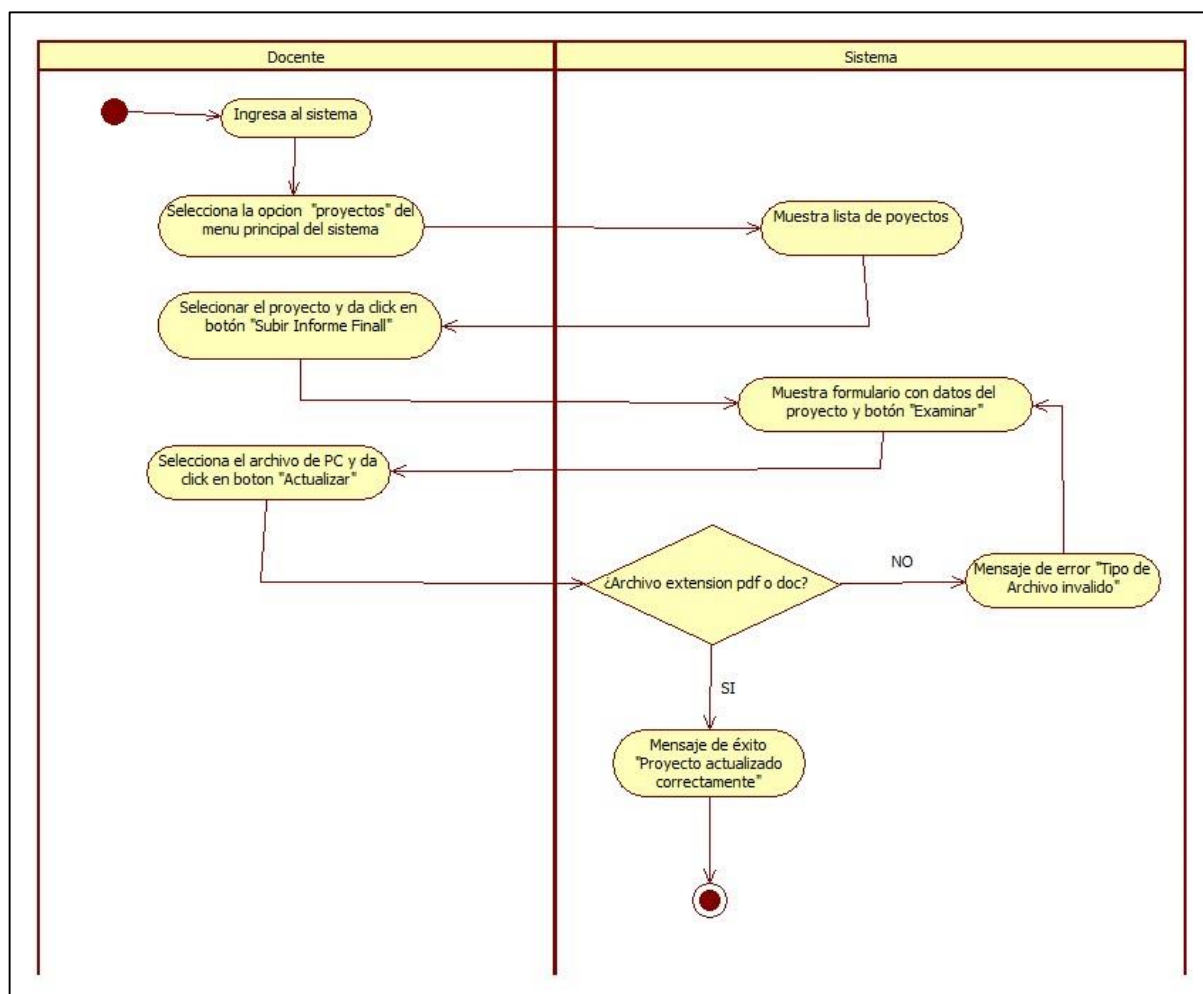 Docente
Sistema
Ingresa al sistema
Selecciona la opcion "proyectos" del
menu principal del sistema
Muestra lista de poyectos
Selecionar el proyecto y da click en
botón "Subir Informe Finall"
Muestra formulario con datos del
proyecto y botón "Examinar"
Selecciona el archivo de PC y da
click en boton "Actualizar"
¿Archivo extension pdf o doc?
NO
Mensaje de error "Tipo de
Archivo invalido"
SI
Mensaje de éxito
"Proyecto actualizado
correctamente"